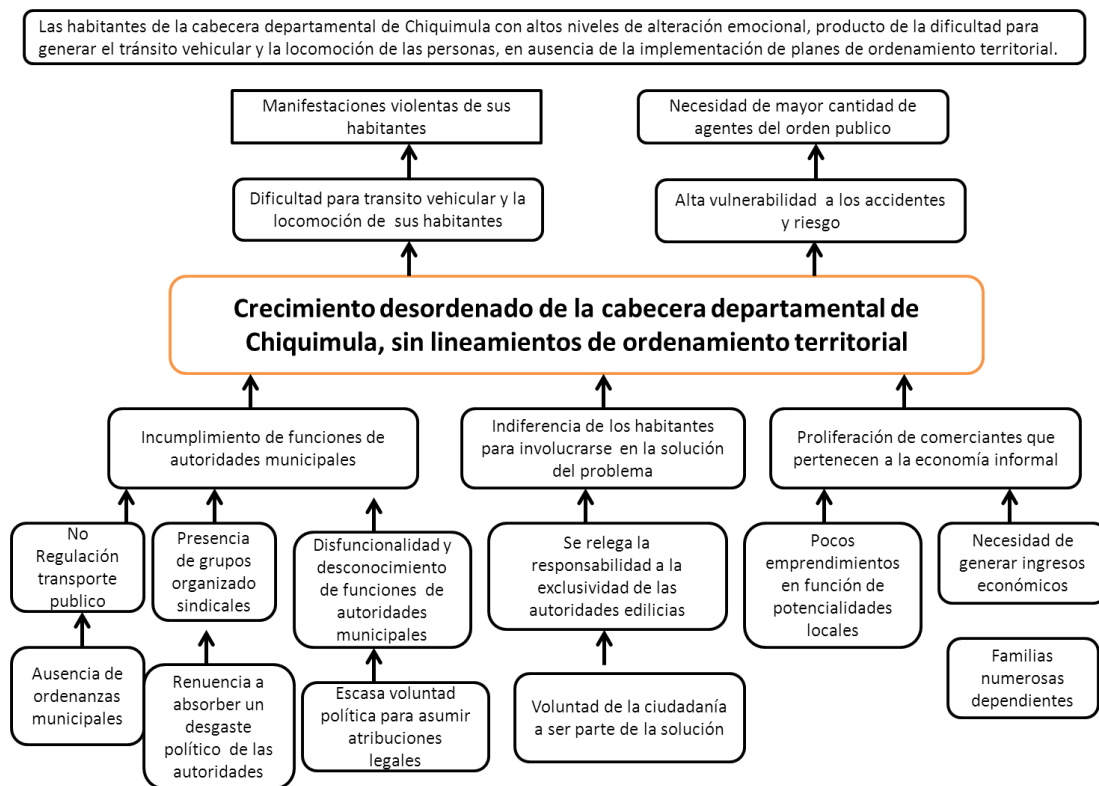 Las habitantes de la cabecera departamental de Chiquimula con altos niveles de alteración emocional, producto de la dificultad para
generar el tránsito vehicular y la locomoción de las personas, en ausencia de la implementación de planes de ordenamiento territorial.
Manifestaciones violentas de sus
habitantes
Necesidad de mayor cantidad de
agentes del orden publico
Dificultad para transito vehicular y la
locomoción de sus habitantes
Alta vulnerabilidad a los accidentes
y riesgo
Crecimiento desordenado de la cabecera departamental de
Chiquimula, sin lineamientos de ordenamiento territorial
Incumplimiento de funciones de
autoridades municipales
Indiferencia de los habitantes
para involucrarse en la solución
del problema
Proliferación de comerciantes que
pertenecen a la economía informal
No
Regulación
transporte
publico
Presencia
de grupos
organizado
sindicales
Disfuncionalidad y
desconocimiento
de funciones de
autoridades
municipales
Se relega la
responsabilidad a la
exclusividad de las
autoridades edilicias
Pocos
emprendimientos
en función de
potencialidades
locales
Necesidad de
generar ingresos
económicos
Ausencia de
ordenanzas
municipales
Renuencia a
absorber un
desgaste
político de las
autoridades
Escasa voluntad
política para asumir
atribuciones
legales
Voluntad de la ciudadanía
a ser parte de la solución
Familias
numerosas
dependientes